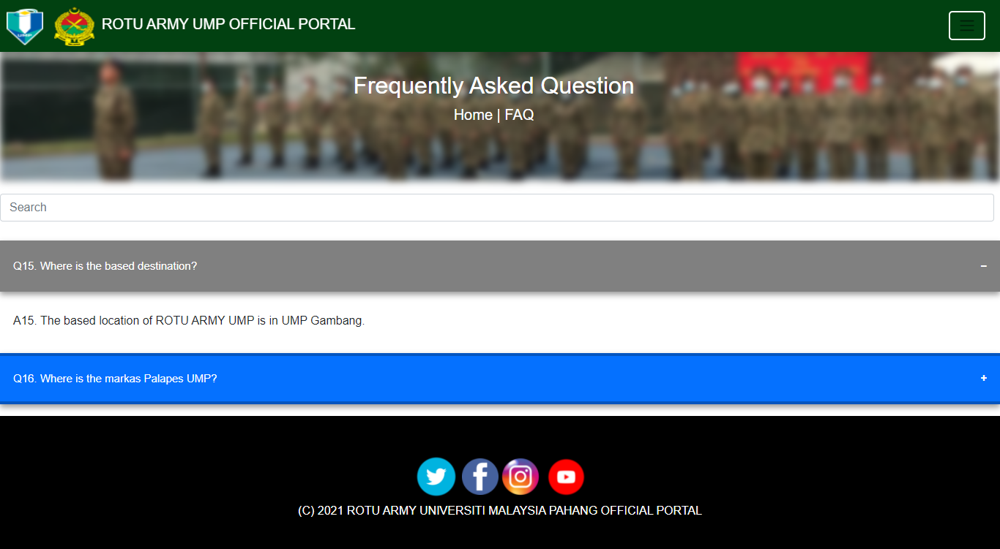 UMP
ROTU ARMY UMP OFFICIAL PORTAL
Frequently Asked Question
Home | FAQ
Search
Q15. Where is the based destination?
A15. The based location of ROTU ARMY UMP is in UMP Gambang.
Q16. Where is the markas Palapes UMP?
(C) 2021 ROTU ARMY UNIVERSITI MALAYSIA PAHANG OFFICIAL PORTAL